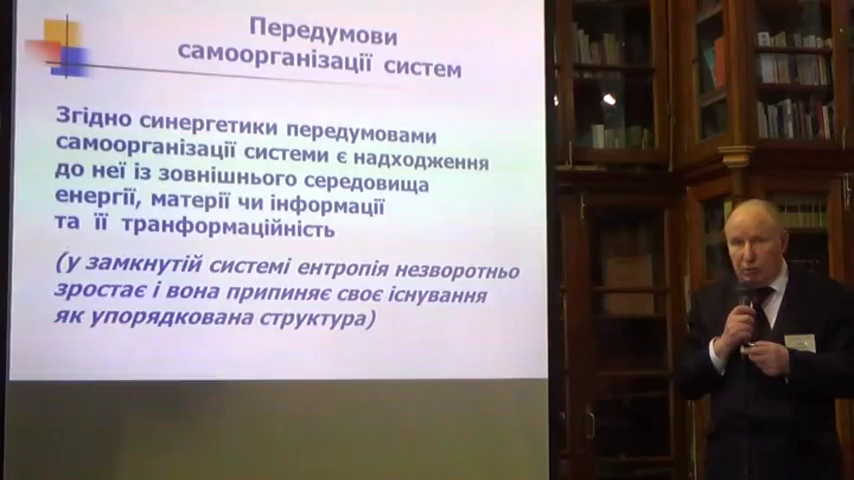 Передумови
самоорганізації систем
Згідно синергетики передумовами
самоорганізації системи є надходження
до неї із зовнішнього середовища
енергії, матерії чи інформації
та її транформаційність
(у замкнутій системі ентропія незворотньо
зростає і вона припиняє своє існування
як упорядкована структура)